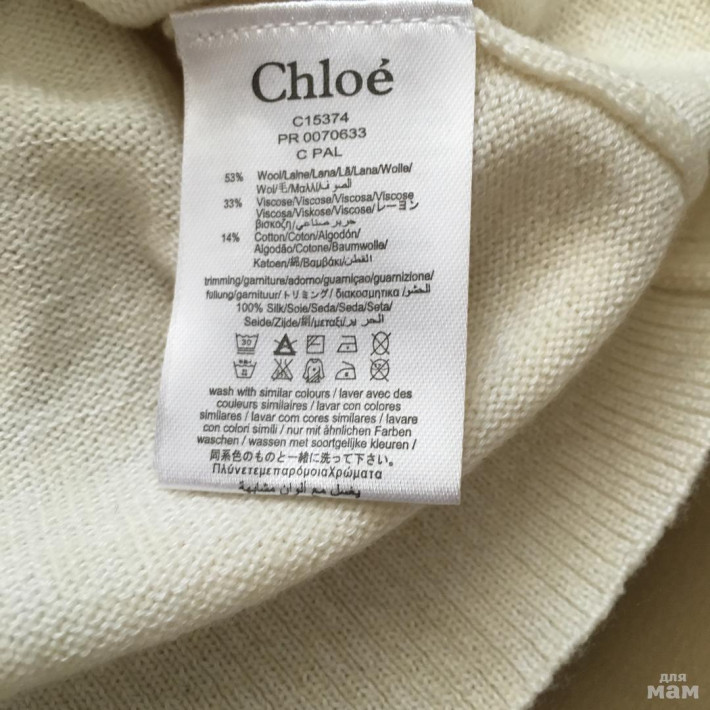 Chloé
C15374
PR 0070633
C PAL
53% Wool/Laine/Lana/Lã/Lana/Wolle/
Wol/毛/Μαλλί/الصوف
33% Viscose/Viscose/Viscosa/Viscose
Viscosa/Viskose/Viscose/レーヨン
ביסקוזן/حرير صناعي
14% Cotton/Coton/Algodón/
Algodão/Cotone/Baumwolle/
Katoen/綿/Βαμβάκι/القطن
trimming/garniture/adorno/guarniçao/guarnizione/
fullung/garnituur/トリミング/διακοσμητικα/الحشو
100% Silk/Soie/Seda/Seda/Seta/
Seide/Zijde/絹/μεταξι/الحرير
30
wash with similar colours / laver avec des
couleurs similaires / lavar con colores
similares / lavar com cores similares / lavare
con colori simili / nur mit ähnlichen Farben
waschen / wassen met soortgelijke kleuren /
同系色のものと一緒に洗って下さい。
ΠλύνετεμεπαρόμοιαΧρώματα
يغسل مع ألوان مشابهة
для
мам